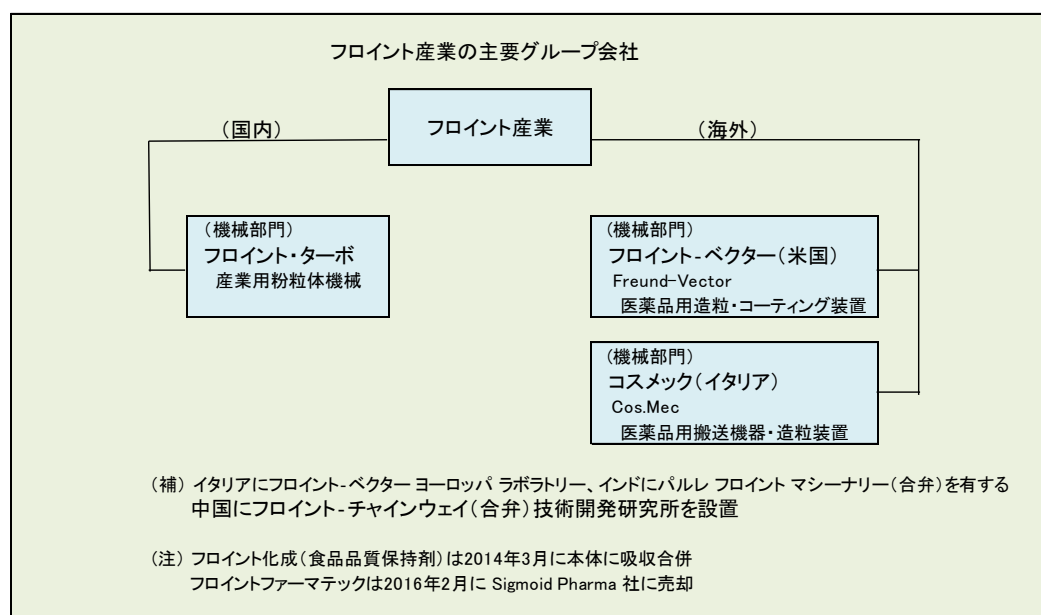 フロイント産業の主要グループ会社
（国内）
フロイント産業
（海外）
（機械部門）
フロイント・ターボ
産業用粉粒体機械
（機械部門）
フロイント-ベクター（米国）
Freund-Vector
医薬品用造粒・コーティング装置
（機械部門）
コスメック（イタリア）
Cos.Mec
医薬品用搬送機器・造粒装置
（補） イタリアにフロイント-ベクター ヨーロッパ ラボラトリー、インドにパルレ フロイント マシーナリー（合弁）を有する
中国にフロイント-チャインウェイ（合弁）技術開発研究所を設置
（注） フロイント化成（食品品質保持剤）は2014年3月に本体に吸収合併
フロイントファーマテックは2016年2月に Sigmoid Pharma 社に売却